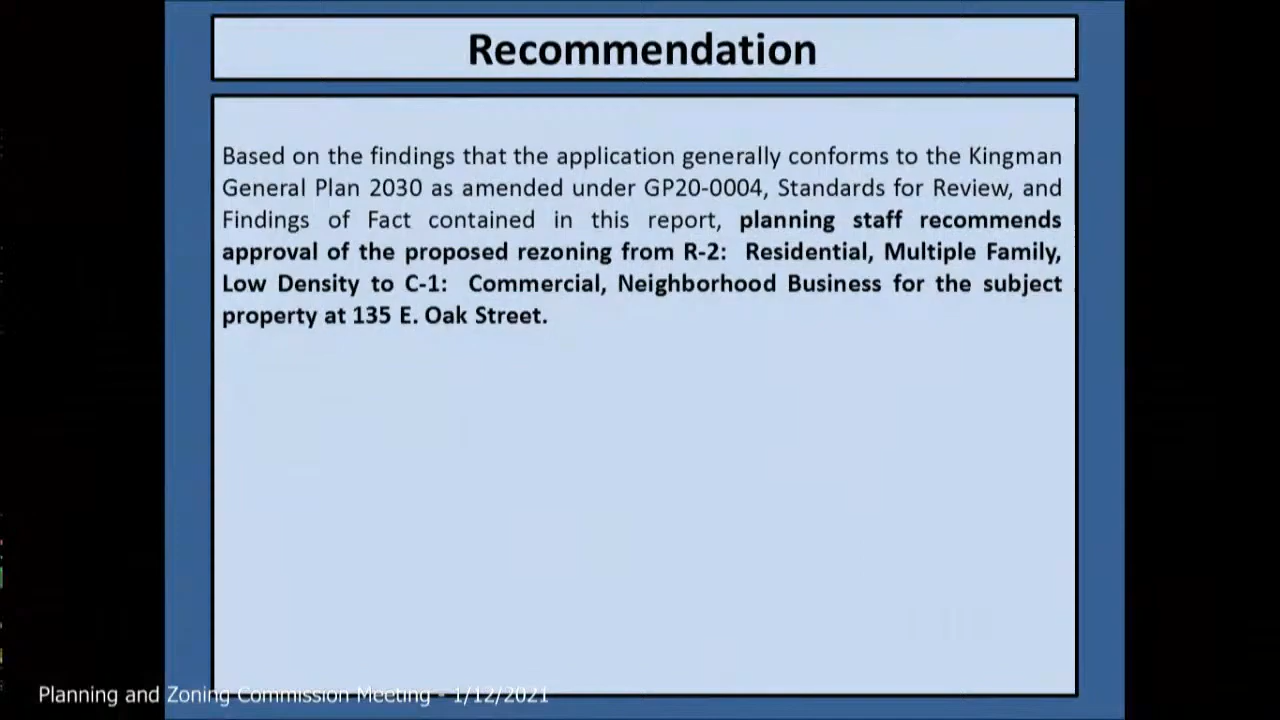 Recommendation
Based on the findings that the application generally conforms to the Kingman
General Plan 2030 as amended under GP20-0004, Standards for Review, and
Findings of Fact contained in this report, planning staff recommends
approval of the proposed rezoning from R-2:  Residential, Multiple Family,
Low Density to C-1:  Commercial, Neighborhood Business for the subject
property at 135 E. Oak Street.
Planning and Zoning Commission Meeting - 1/12/2021